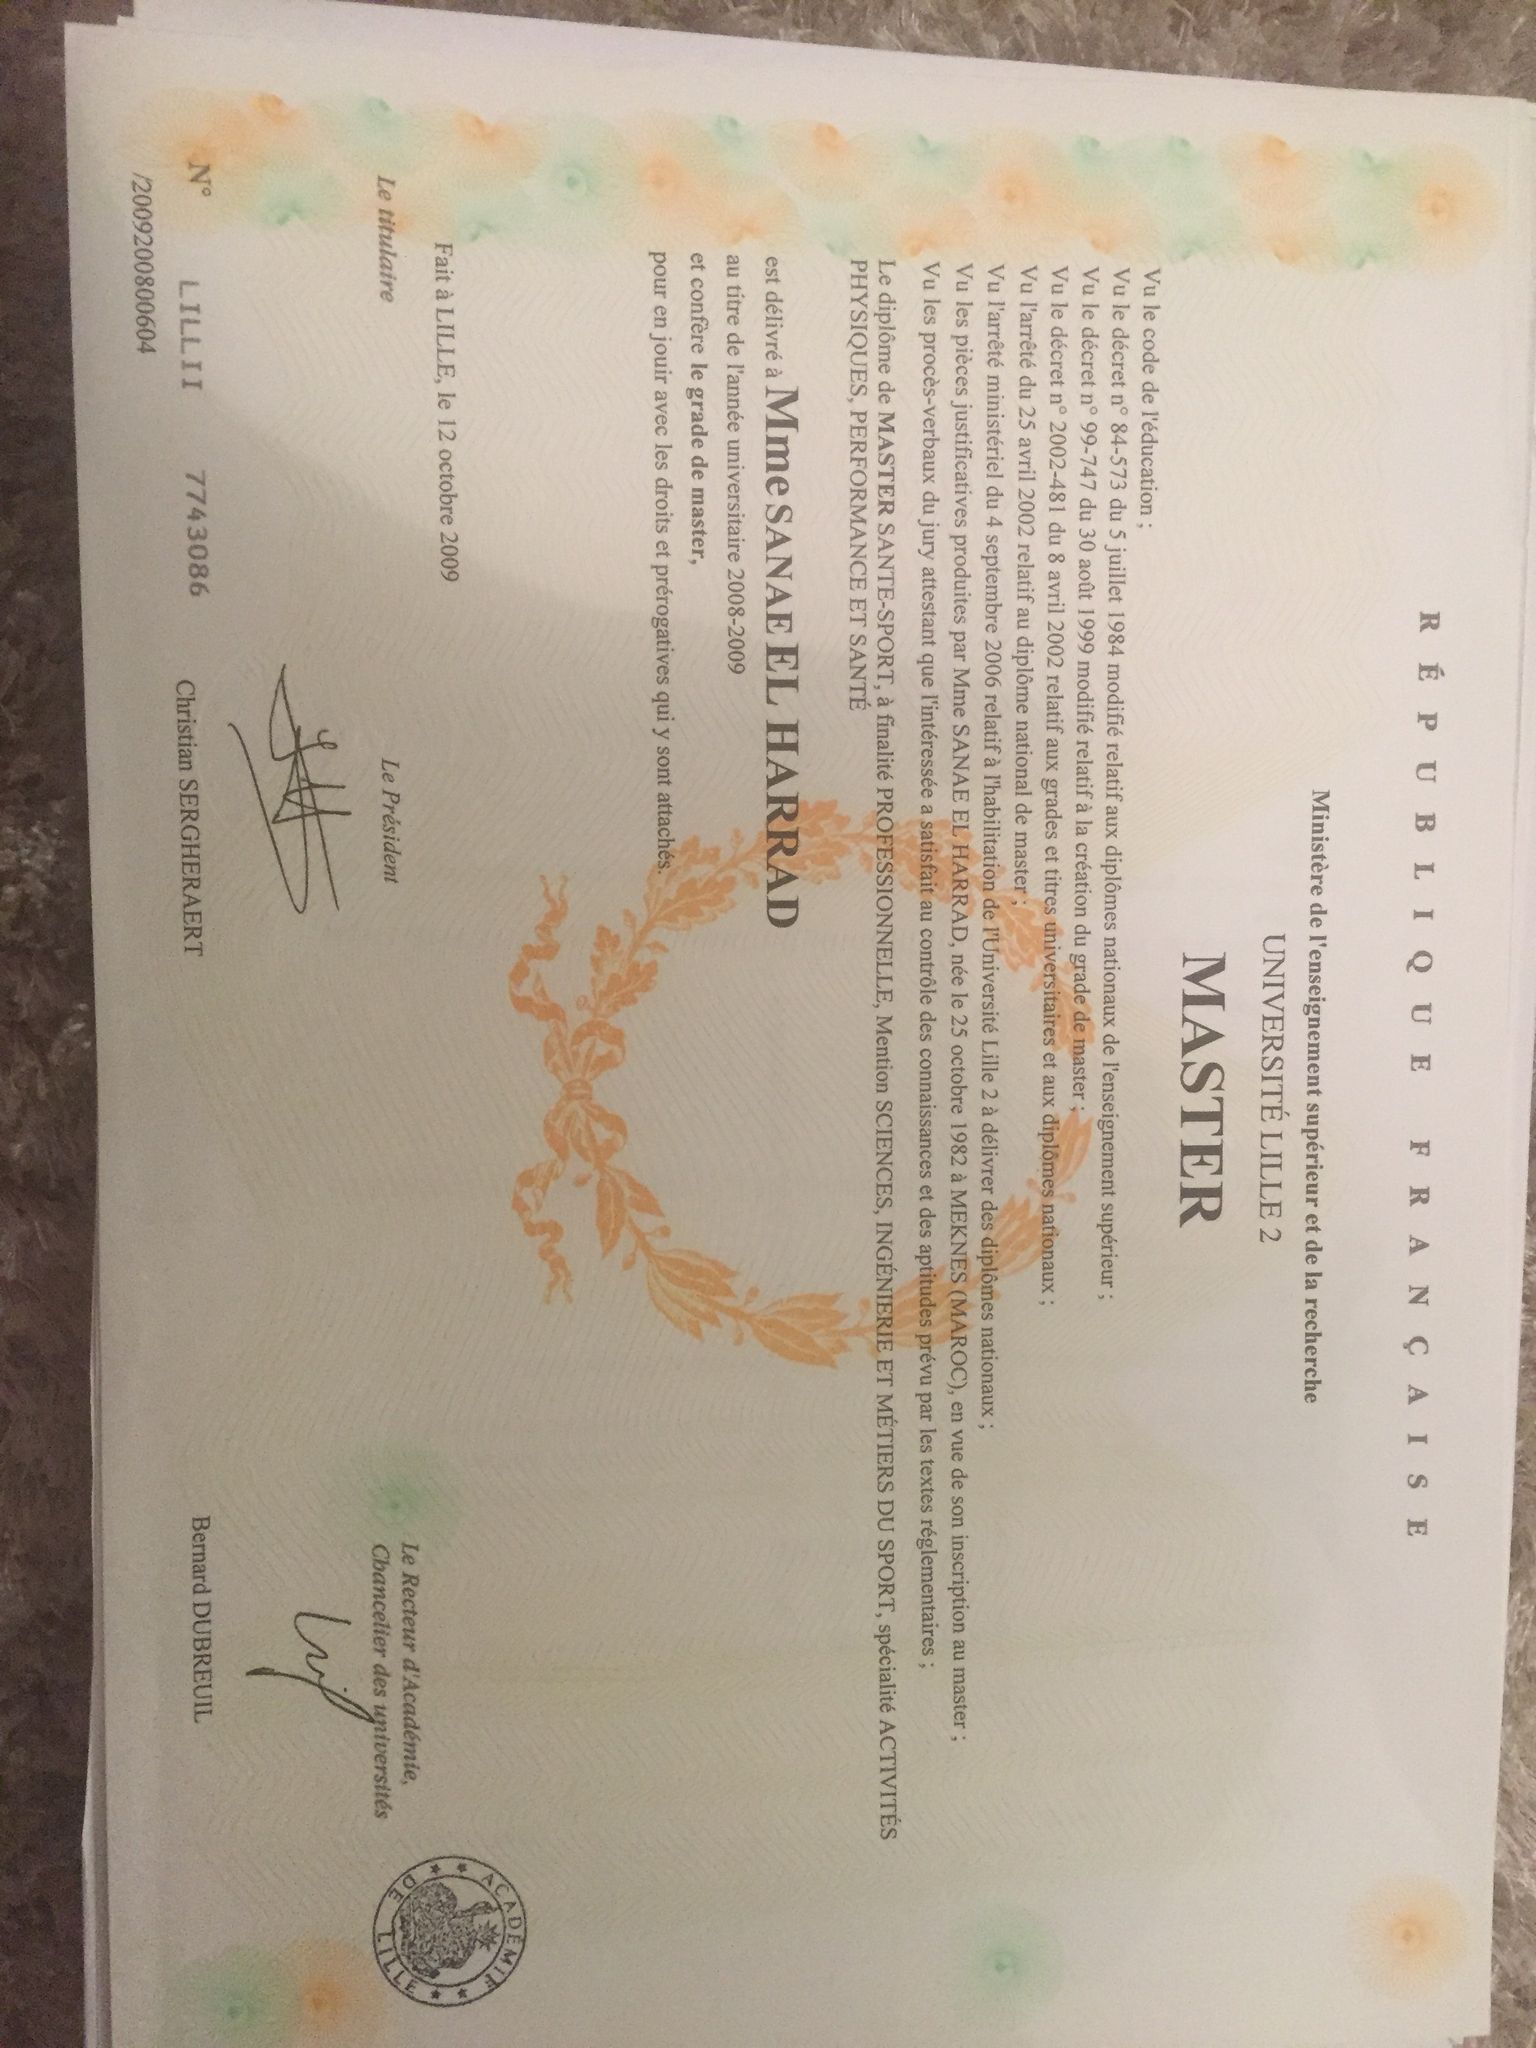 RÉPUBLIQUE FRANÇAISE
Ministère de l'enseignement supérieur et de la recherche
UNIVERSITÉ LILLE 2
MASTER
Vu le code de l'éducation ;
Vu le décret n° 84-573 du 5 juillet 1984 modifié relatif aux diplômes nationaux de l'enseignement supérieur ;
Vu le décret n° 99-747 du 30 août 1999 modifié relatif à la création du grade de master ;
Vu le décret n° 2002-481 du 8 avril 2002 relatif aux grades et titres universitaires et aux diplômes nationaux ;
Vu l'arrêté du 25 avril 2002 relatif au diplôme national de master ;
Vu l'arrêté ministériel du 4 septembre 2006 relatif à l'habilitation de l'Université Lille 2 à délivrer des diplômes nationaux ;
Vu les pièces justificatives produites par Mme SANAE EL HARRAD, née le 25 octobre 1982 à MEKNES (MAROC), en vue de son inscription au master ;
Vu les procès-verbaux du jury attestant que l'intéressée a satisfait au contrôle des connaissances et des aptitudes prévu par les textes réglementaires ;
Le diplôme de MASTER SANTE-SPORT, à finalité PROFESSIONNELLE, Mention SCIENCES, INGÉNIERIE ET MÉTIERS DU SPORT, spécialité ACTIVITÉS
PHYSIQUES, PERFORMANCE ET SANTÉ
est délivré à Mme SANAE EL HARRAD
au titre de l'année universitaire 2008-2009
et confère le grade de master,
pour en jouir avec les droits et prérogatives qui y sont attachés.
Fait à LILLE, le 12 octobre 2009
Le titulaire
Le Président
Le Recteur d'Académie,
Chancelier des universités
N° LILII 7743086
Christian SERGHERAERT
Bernard DUBREUIL
/200920080​0604
ACADÉMIE DE LILLE